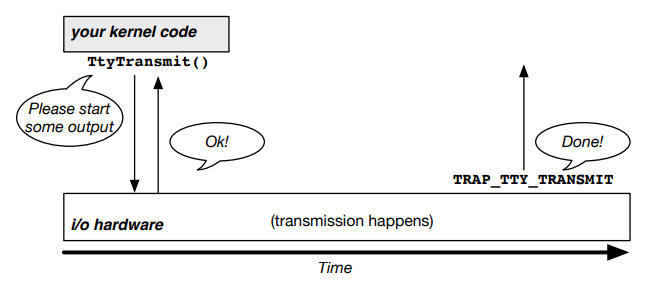 your kernel code
TtyTransmit()
Please start
some output
Ok!
Done!
TRAP_TTY_TRANSMIT
i/o hardware
(transmission happens)
Time